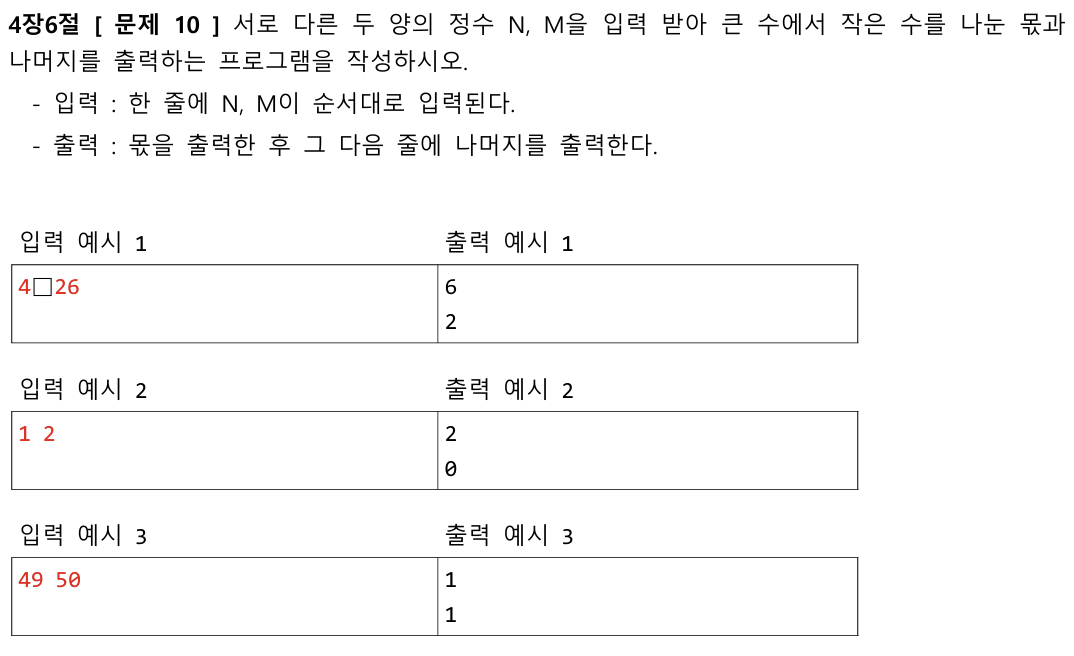 4장6절 [ 문제 10 ] 서로 다른 두 양의 정수 N, M을 입력 받아 큰 수에서 작은 수를 나눈 몫과
나머지를 출력하는 프로그램을 작성하시오.
- 입력 : 한 줄에 N, M이 순서대로 입력된다.
- 출력 : 몫을 출력한 후 그 다음 줄에 나머지를 출력한다.
입력 예시 1
출력 예시 1
4□26
6
2
입력 예시 2
출력 예시 2
1 2
2
0
입력 예시 3
출력 예시 3
49 50
1
1